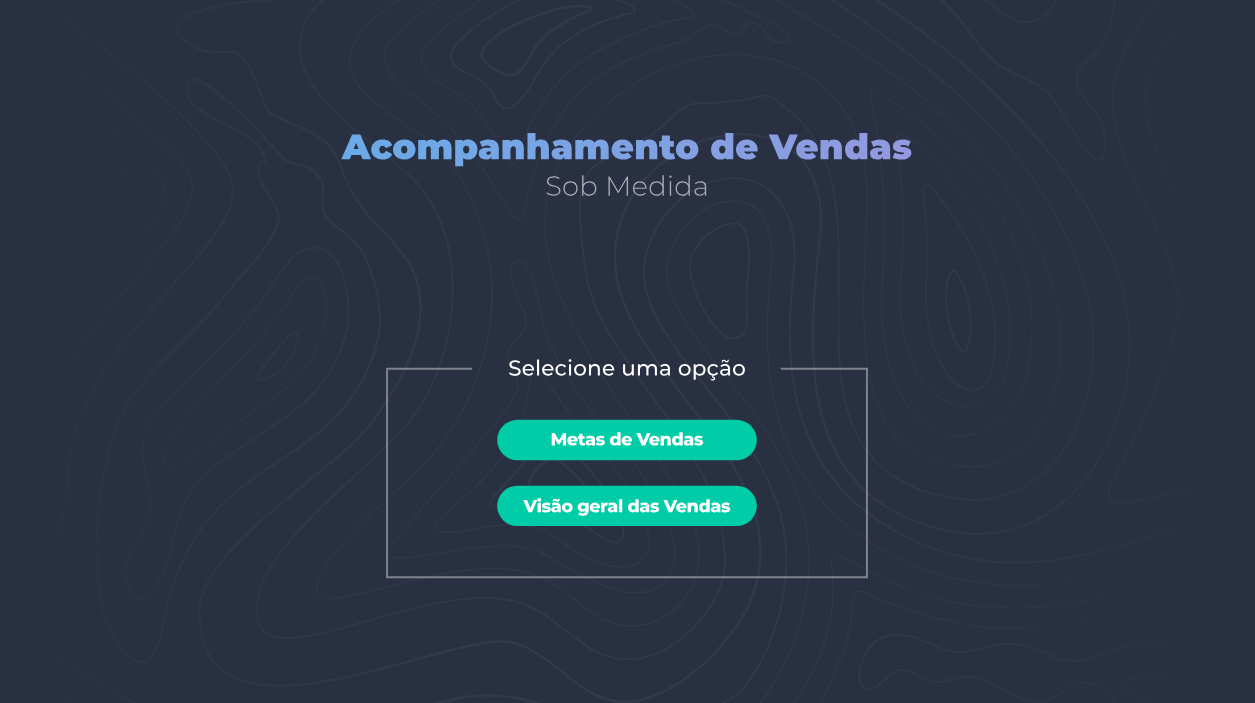 Acompanhamento de Vendas
Sob Medida
Selecione uma opção
Metas de Vendas
Visão geral das Vendas